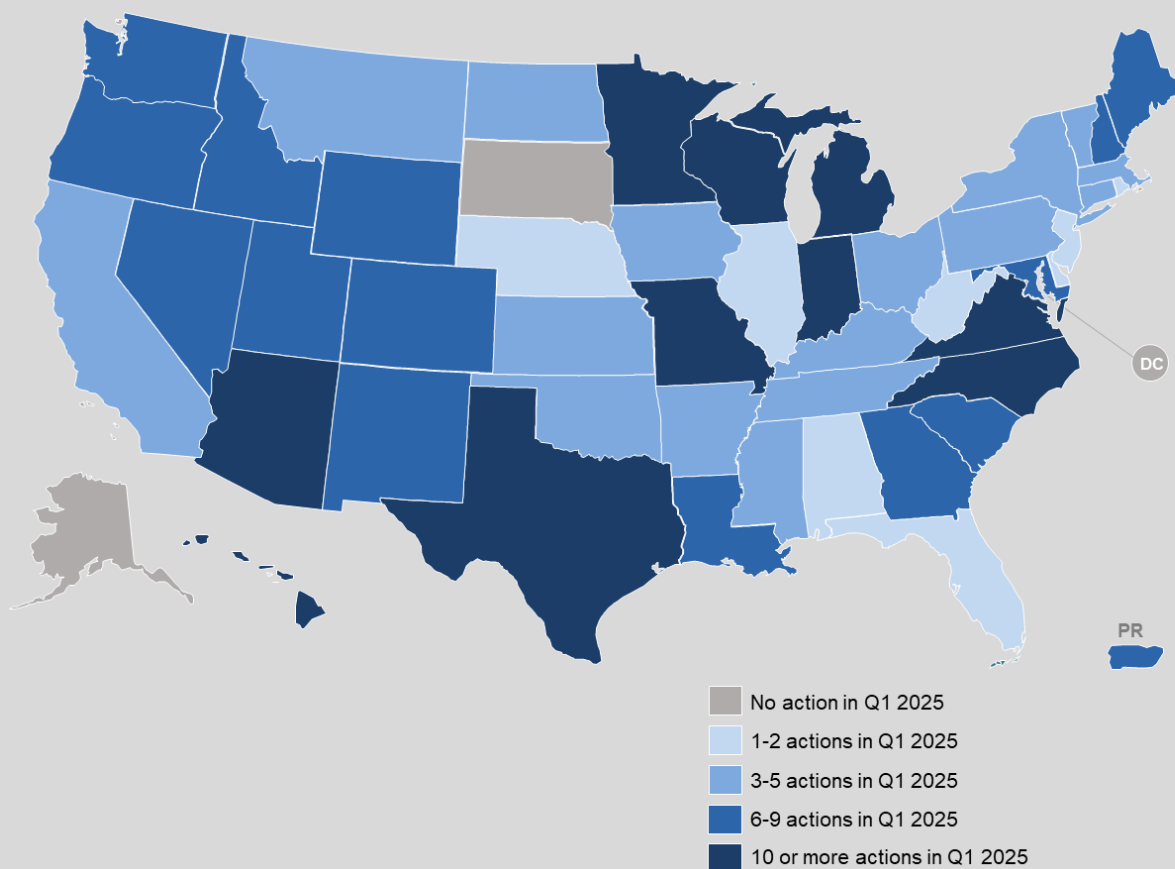 DC
PR
No action in Q1 2025
1-2 actions in Q1 2025
3-5 actions in Q1 2025
6-9 actions in Q1 2025
10 or more actions in Q1 2025